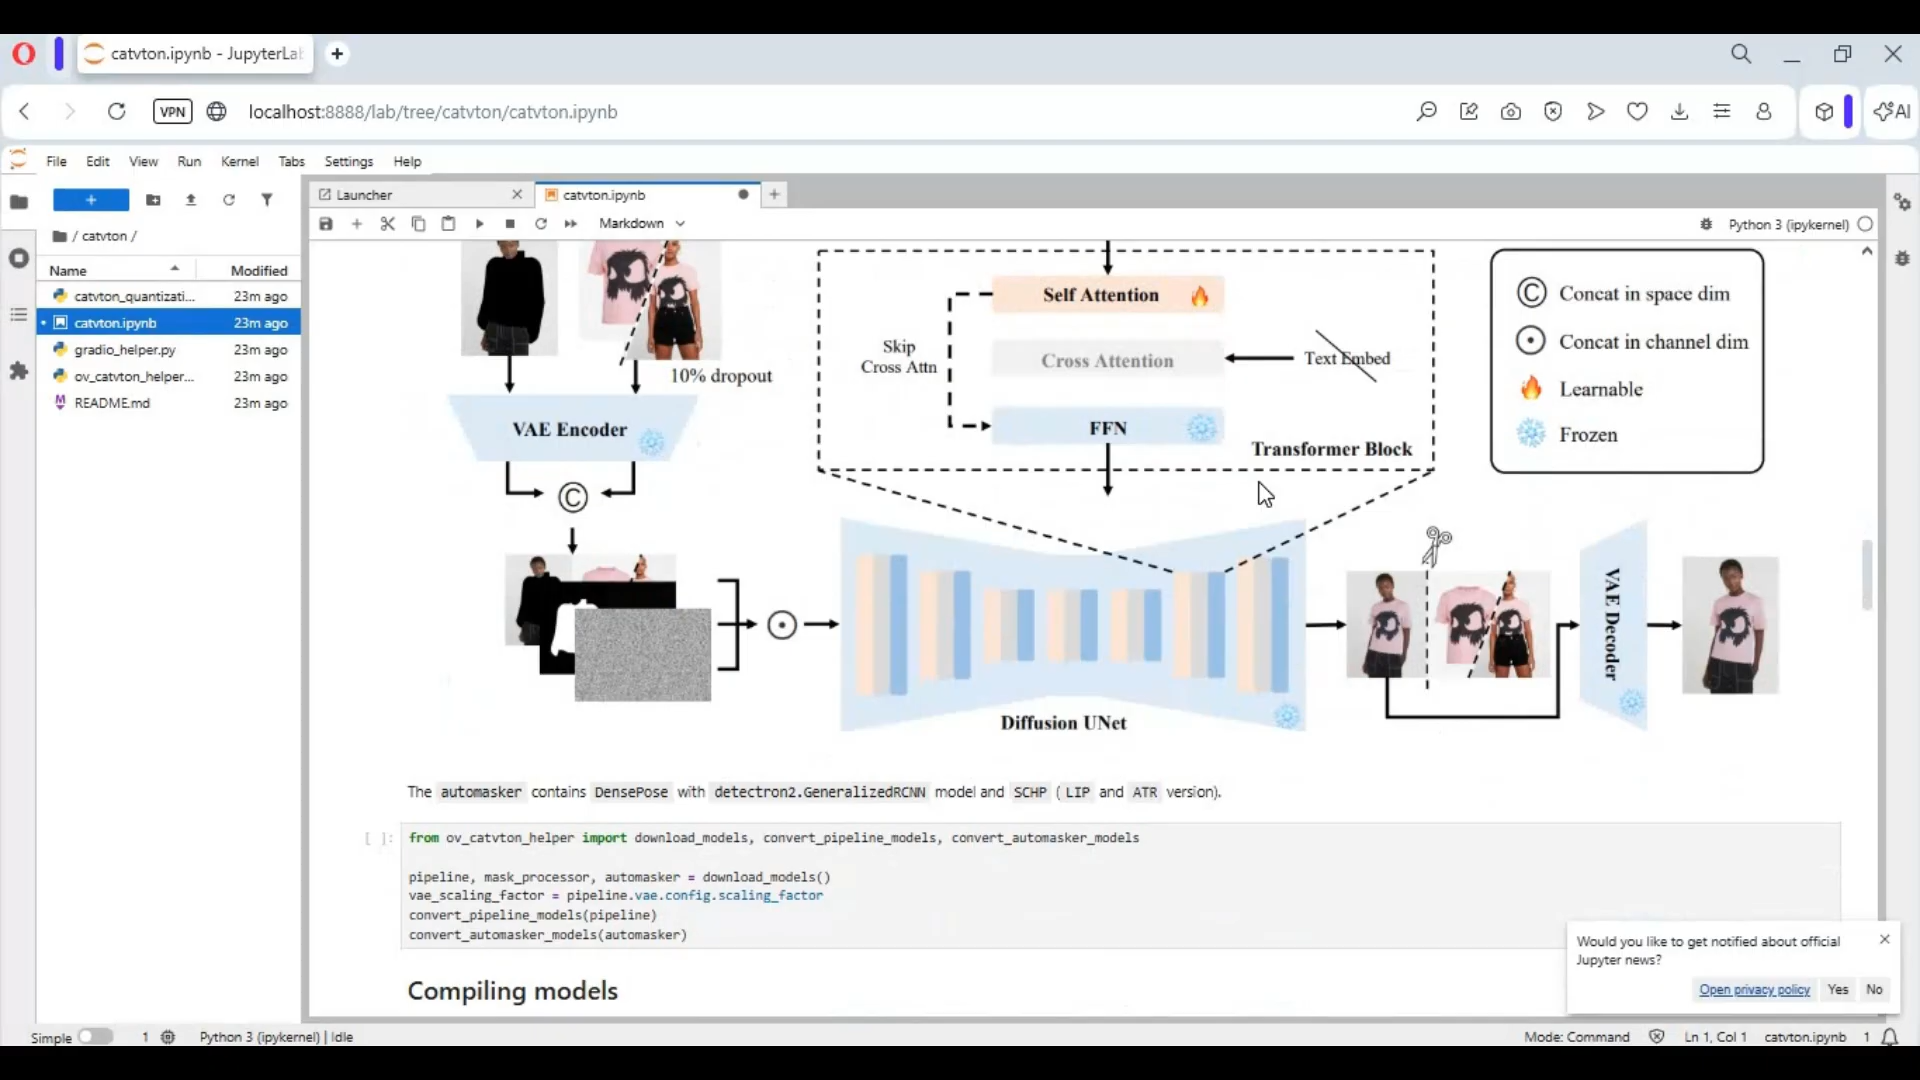 catvton.ipynb - JupyterLab
VPN
localhost:8888/lab/tree/catvton/catvton.ipynb
AI
File Edit View Run Kernel Tabs Settings Help
Launcher
catvton.ipynb
/ catvton /
Markdown
Python 3 (ipykernel)
Name Modified
catvton_quantizati... 23m ago
catvton.ipynb 23m ago
gradio_helper.py 23m ago
ov_catvton_helper... 23m ago
README.md 23m ago
10% dropout
VAE Encoder
©
Self Attention
Skip
Cross Attn
Cross Attention
Text Embed
FFN
Transformer Block
© Concat in space dim
Concat in channel dim
Learnable
Frozen
Diffusion UNet
VAE Decoder
The automasker contains DensePose with detectron2.GeneralizedRCNN model and SCHP ( LIP and ATR version).
[ ]:
from ov_catvton_helper import download_models, convert_pipeline_models, convert_automasker_models
pipeline, mask_processor, automasker = download_models()
vae_scaling_factor = pipeline.vae.config.scaling_factor
convert_pipeline_models(pipeline)
convert_automasker_models(automasker)
Compiling models
Would you like to get notified about official
Jupyter news?
Open privacy policy Yes No
Simple 1 Python 3 (ipykernel) | Idle
Mode: Command Ln 1, Col 1 catvton.ipynb 1